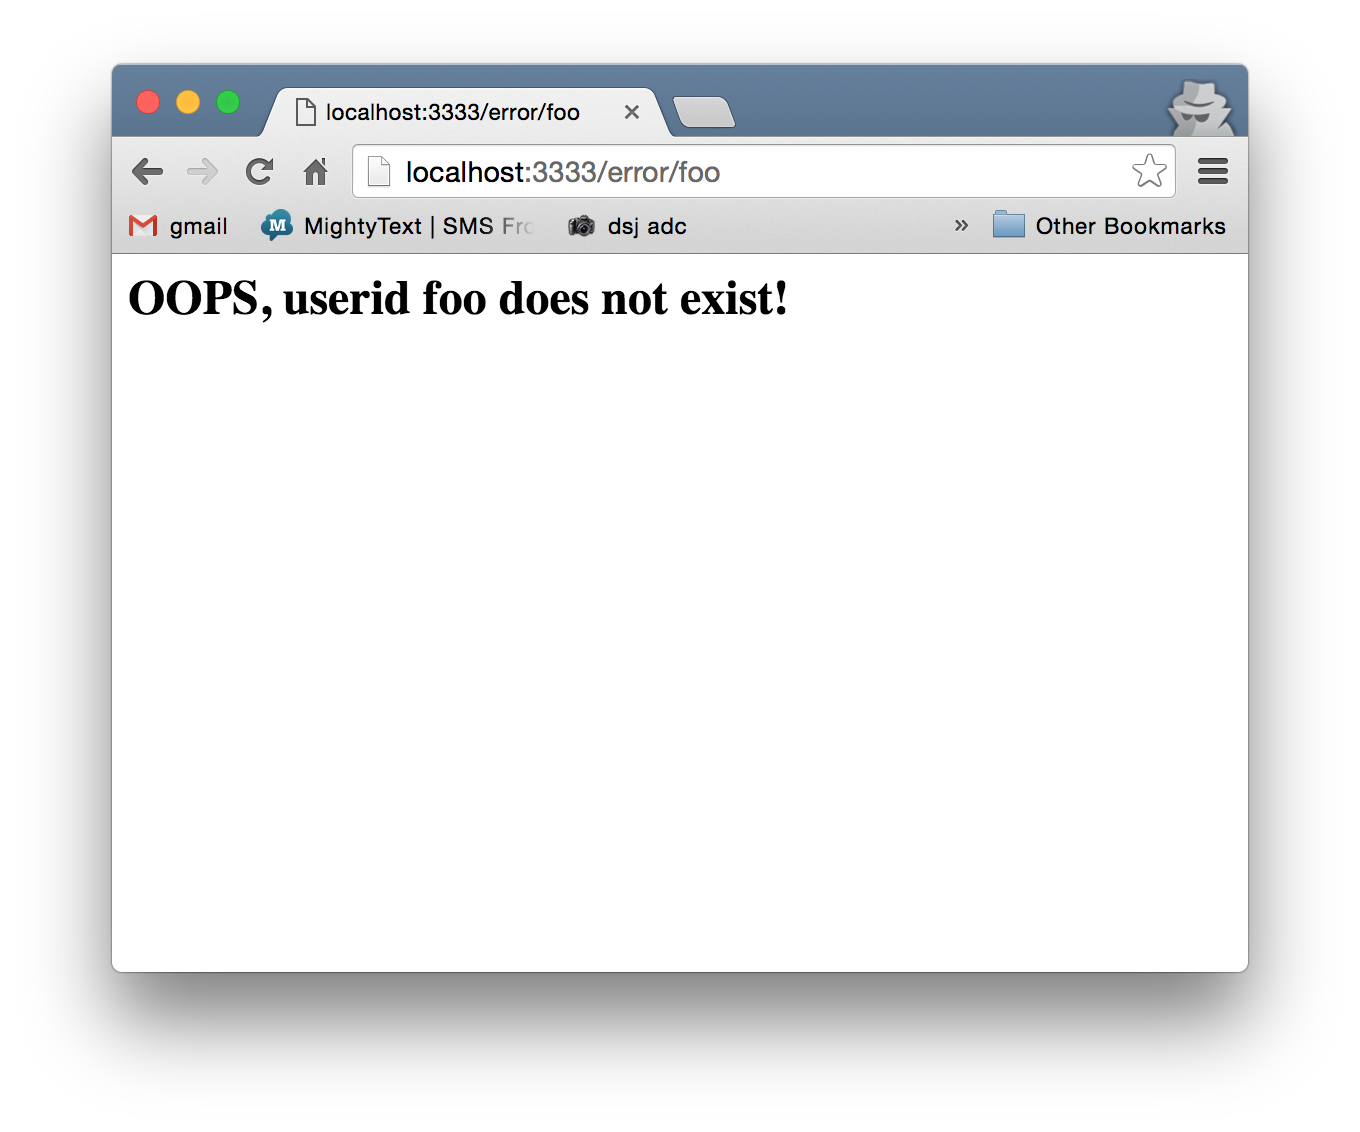 localhost:3333/error/foo
localhost:3333/error/foo
gmail M MightyText | SMS Fro dsj adc » Other Bookmarks
OOPS, userid foo does not exist!